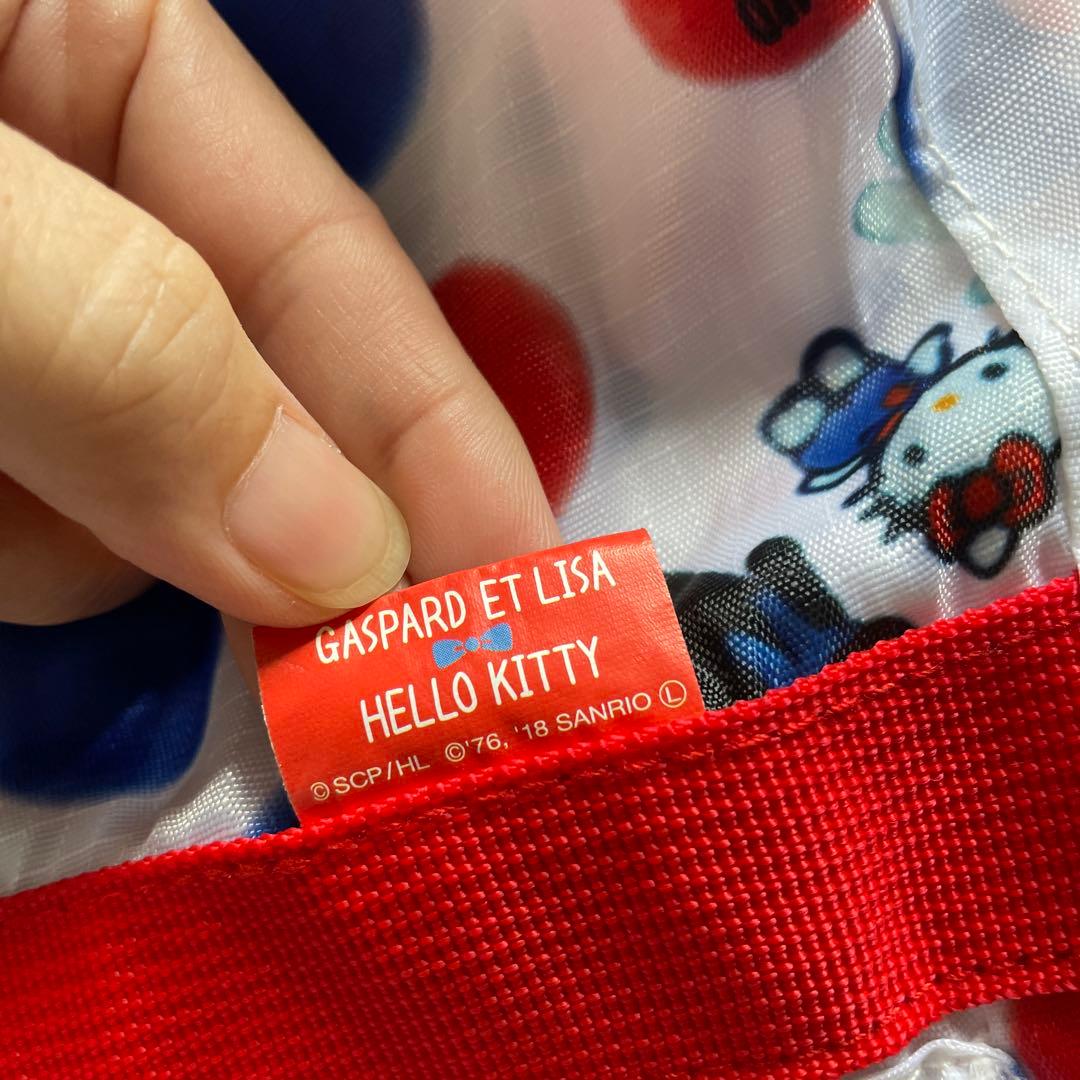 GASPARD ET LISA
HELLO KITTY
©SCP/HL ©'76, '18 SANRIO Ⓛ